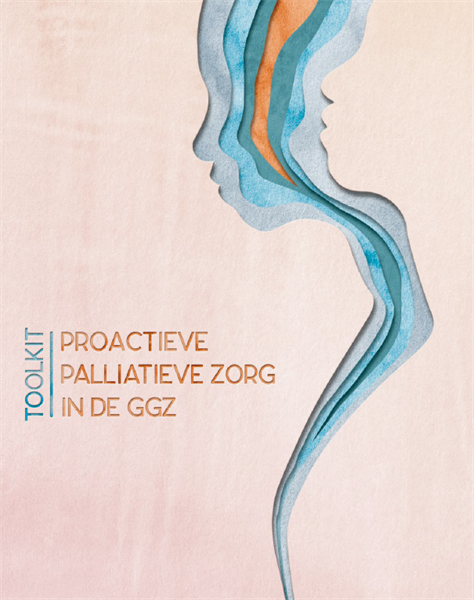 TOOLKIT
PROACTIEVE
PALLIATIEVE ZORG
IN DE GGZ